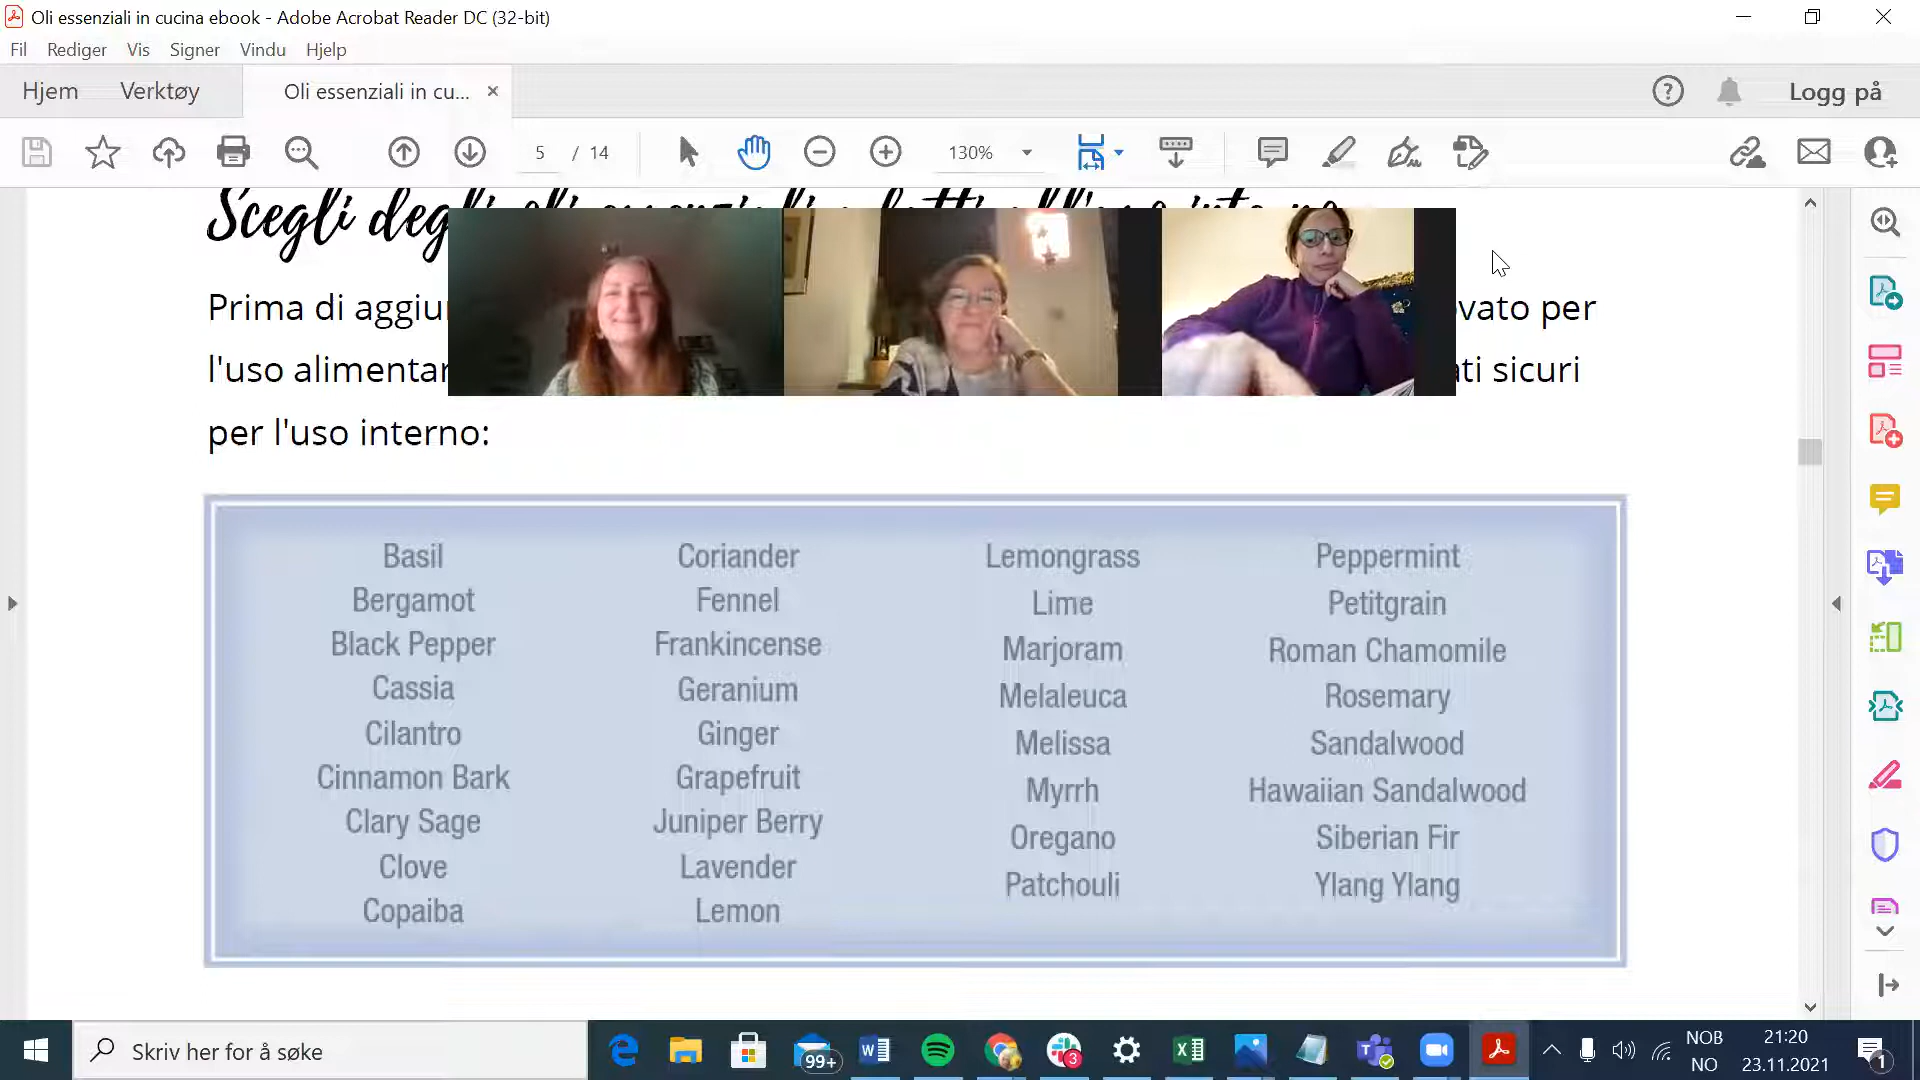 Oli essenziali in cucina ebook - Adobe Acrobat Reader DC (32-bit)
Fil Rediger Vis Signer Vindu Hjelp
Hjem Verktøy Oli essenziali in cu... Logg på
5 / 14 130%
Scegli
Prima di vato per
l'uso ti sicuri
per l'uso interno:
Basil Coriander Lemongrass Peppermint
Bergamot Fennel Lime Petitgrain
Black Pepper Frankincense Marjoram Roman Chamomile
Cassia Geranium Melaleuca Rosemary
Cilantro Ginger Melissa Sandalwood
Cinnamon Bark Grapefruit Myrrh Hawaiian Sandalwood
Clary Sage Juniper Berry Oregano Siberian Fir
Clove Lavender Patchouli Ylang Ylang
Copaiba Lemon
Skriv her for å søke 99+ 3 NOB 21:20 1
NO 23.11.2021